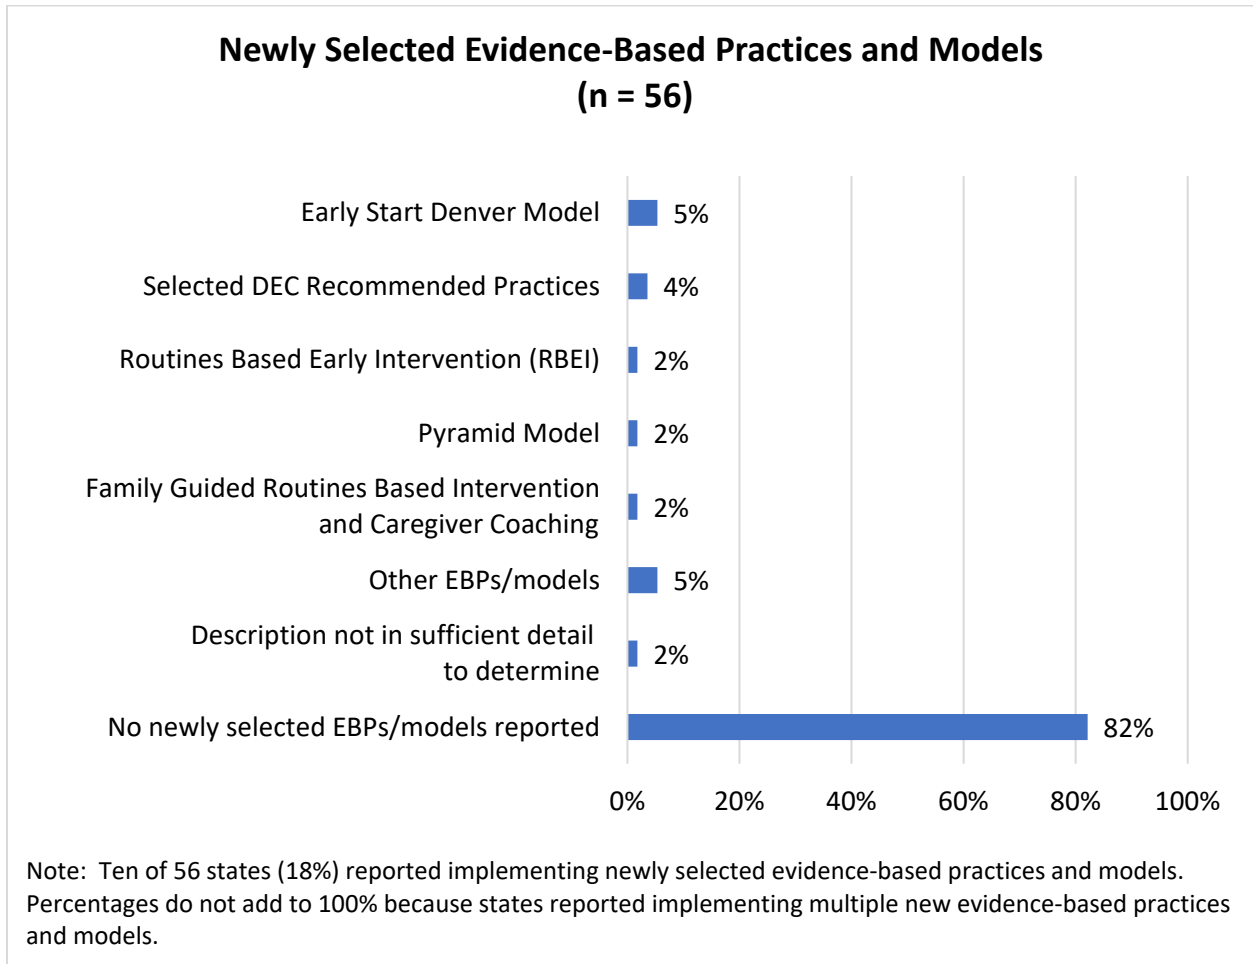 Newly Selected Evidence-Based Practices and Models
(n = 56)
Early Start Denver Model 5%
Selected DEC Recommended Practices 4%
Routines Based Early Intervention (RBEI) 2%
Pyramid Model 2%
Family Guided Routines Based Intervention
and Caregiver Coaching 2%
Other EBPs/models 5%
Description not in sufficient detail
to determine 2%
No newly selected EBPs/models reported 82%
0% 20% 40% 60% 80% 100%
Note: Ten of 56 states (18%) reported implementing newly selected evidence-based practices and models.
Percentages do not add to 100% because states reported implementing multiple new evidence-based practices
and models.